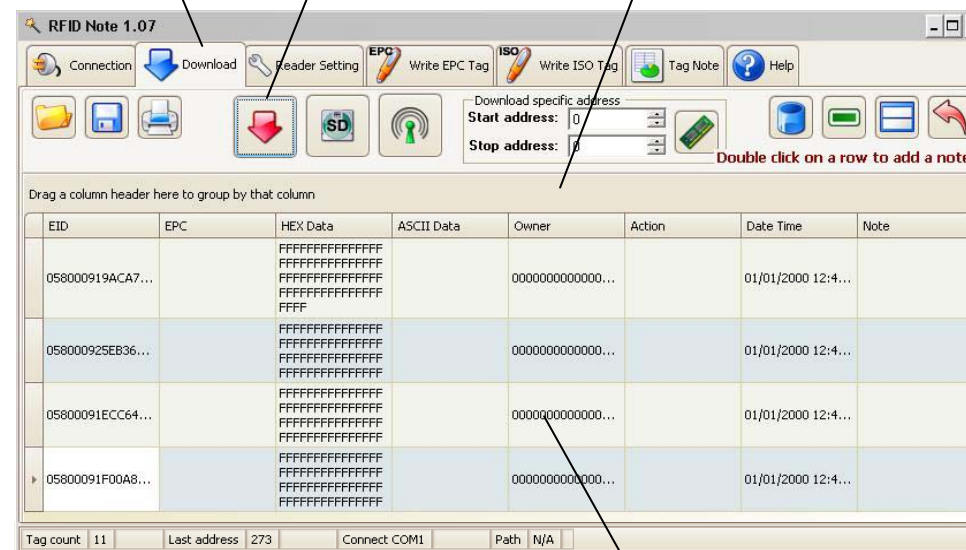 RFID Note 1.07
Connection Download Reader Setting EPC Write EPC Tag ISO Write ISO Tag Tag Note Help
Download specific address
Start address: 0
SD
Stop address: 0
Double click on a row to add a note
Drag a column header here to group by that column
EID EPC HEX Data ASCII Data Owner Action Date Time Note
FFFFFFFFFFFFFFF
FFFFFFFFFFFFFFF
058000919ACA7... FFFFFFFFFFFFFFF 0000000000000... 01/01/2000 12:4...
FFFFFFFFFFFFFFF
FFFF
FFFFFFFFFFFFFFF
058000925EB36... FFFFFFFFFFFFFFF 0000000000000... 01/01/2000 12:4...
FFFFFFFFFFFFFFF
FFFFFFFFFFFFFFF
FFFFFFFFFFFFFFF
05800091ECC64... FFFFFFFFFFFFFFF 0000000000000... 01/01/2000 12:4...
FFFFFFFFFFFFFFF
FFFFFFFFFFFFFFF
FFFFFFFFFFFFFFF
05800091F00A8... FFFFFFFFFFFFFFF 0000000000000... 01/01/2000 12:4...
FFFFFFFFFFFFFFF
FFFFFFFFFFFFFFF
Tag count 11 Last address 273 Connect COM1 Path N/A